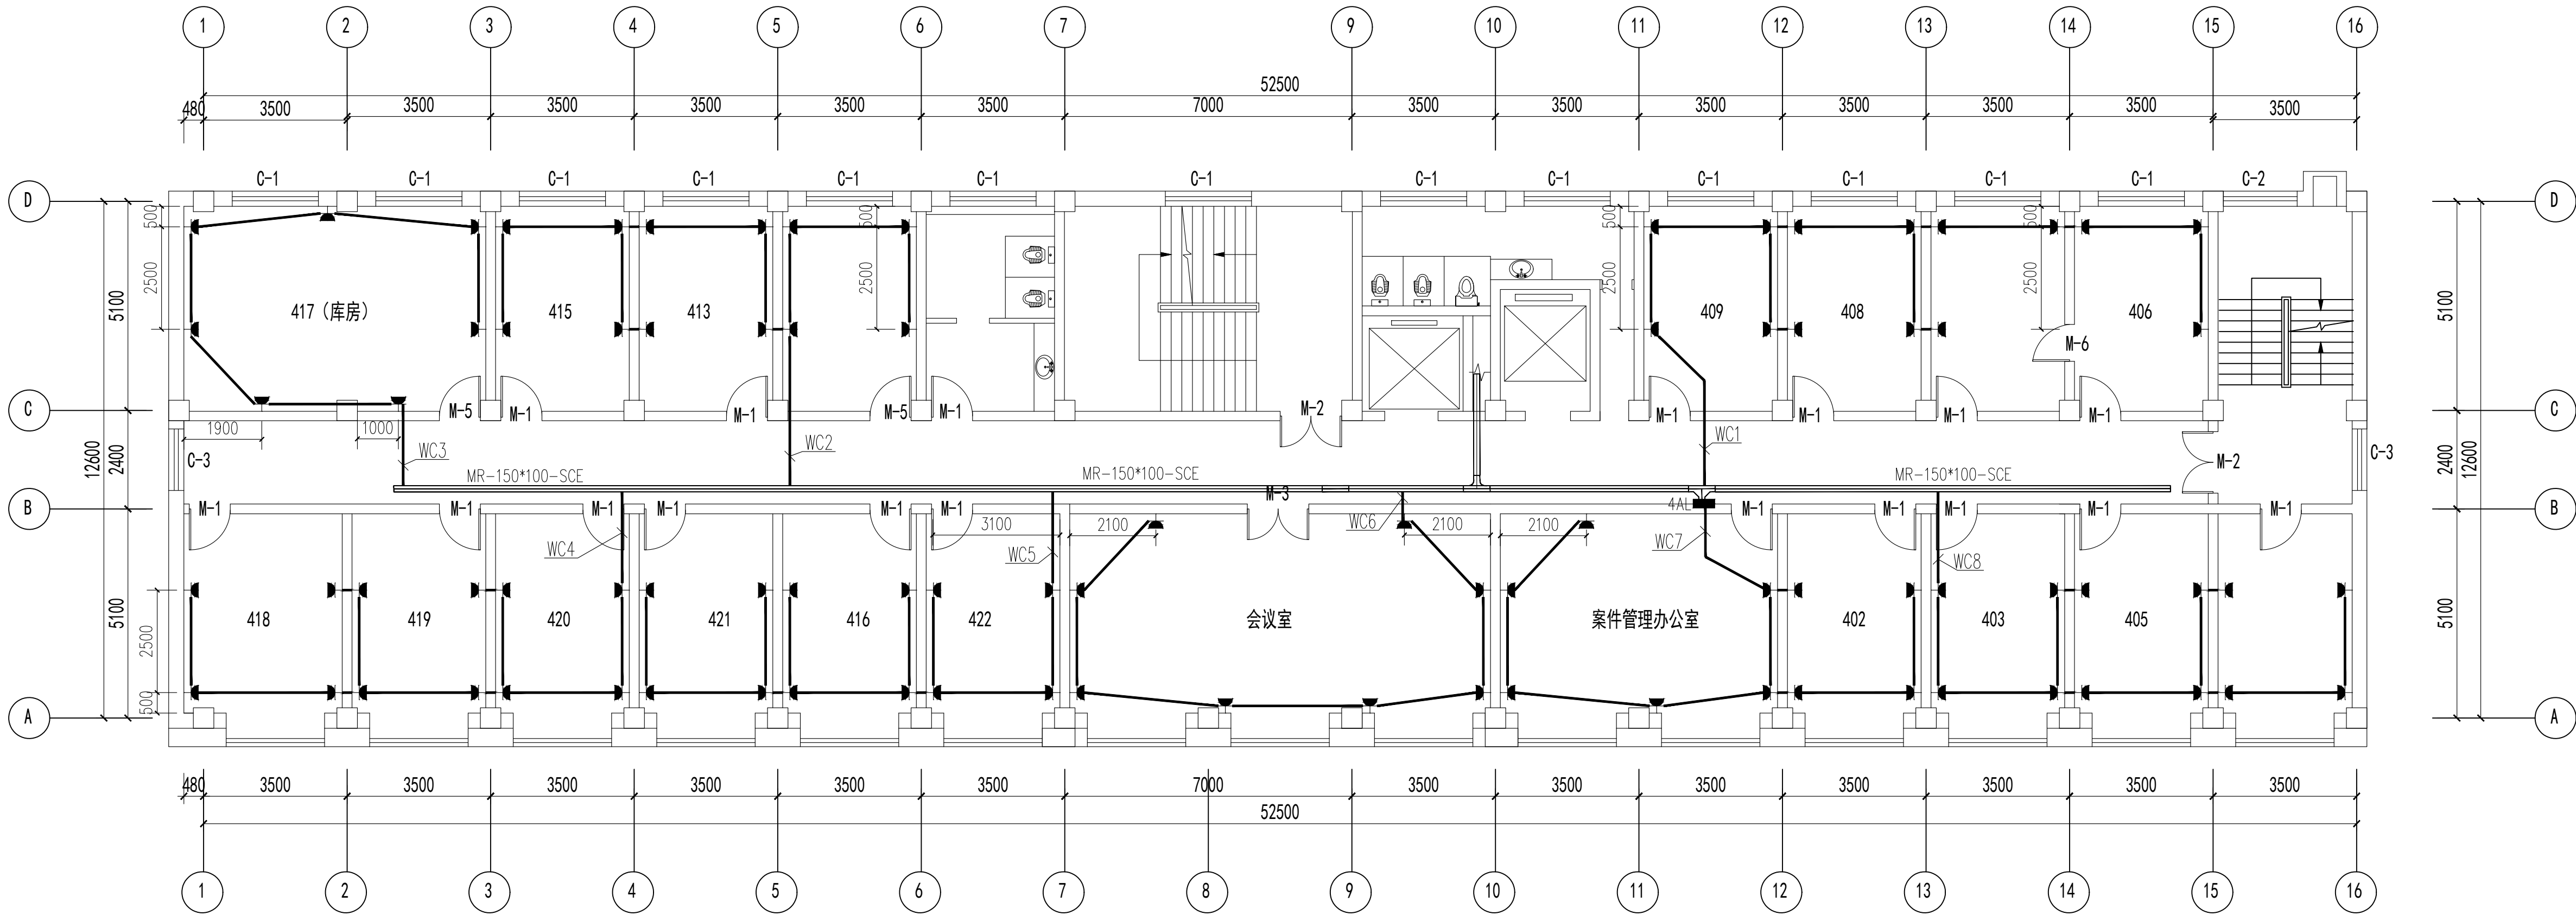 1 2 3 4 5 6 7 9 10 11 12 13 14 15 16
52500
480 3500 3500 3500 3500 3500 3500 7000 3500 3500 3500 3500 3500 3500 3500
C-1 C-1 C-1 C-1 C-1 C-1 C-1 C-1 C-1 C-1 C-1 C-1 C-1 C-2
D D
500 500 500 500
2500 2500 2500 2500
5100 5100
417（库房） 415 413 409 408 406
M-6
C C
M-5 M-1 M-1 M-5 M-1 M-2 M-1 M-1 M-1 M-1
1900 1000
WC3 WC2 WC1
12600 2400 2400 12600
C-3 M-2 C-3
MR-150*100-SCE MR-150*100-SCE MR-150*100-SCE
M-3
B B
M-1 M-1 M-1 M-1 M-1 M-1 4AL M-1 M-1 M-1 M-1 M-1
3100 2100 WC6 2100 2100
WC4 WC5 WC7 WC8
418 419 420 421 416 422 会议室 案件管理办公室 402 403 405
5100 5100
2500
500
A A
480 3500 3500 3500 3500 3500 3500 7000 3500 3500 3500 3500 3500 3500 3500
52500
1 2 3 4 5 6 7 8 9 10 11 12 13 14 15 16